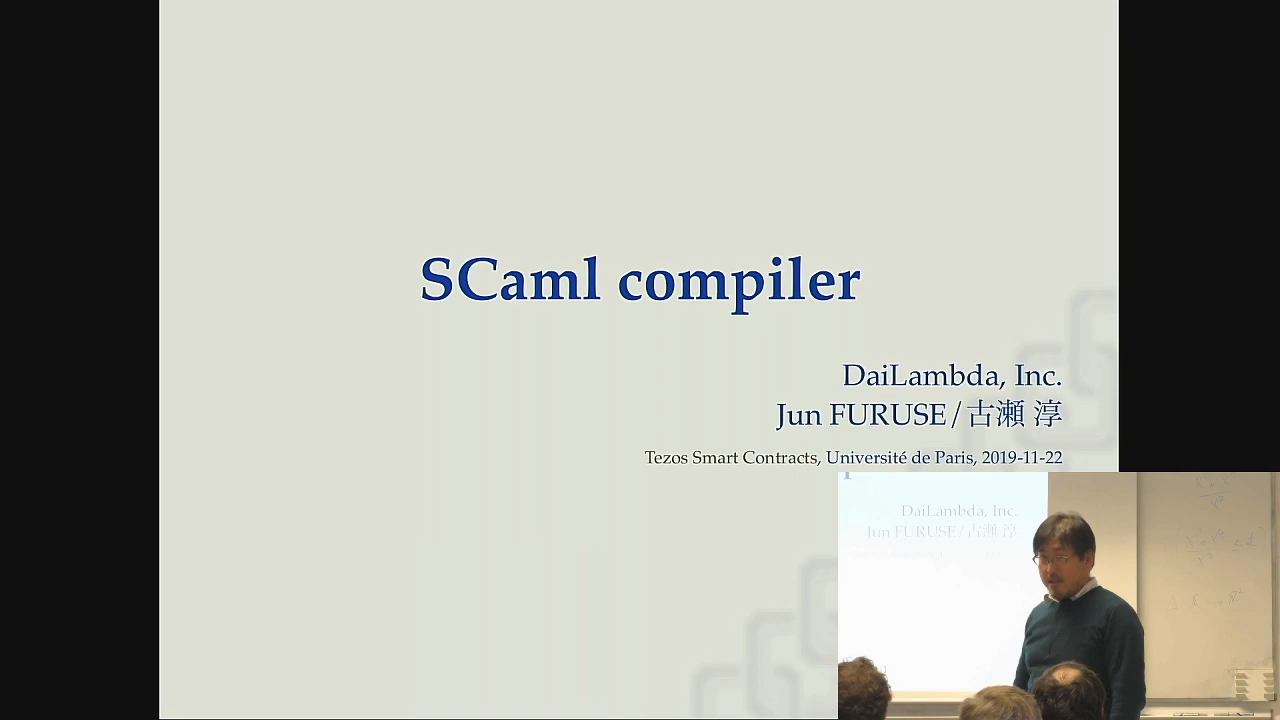 SCaml compiler
DaiLambda, Inc.
Jun FURUSE/古瀬 淳
Tezos Smart Contracts, Université de Paris, 2019-11-22
DaiLambda, Inc.
Jun FURUSE/古瀬 淳